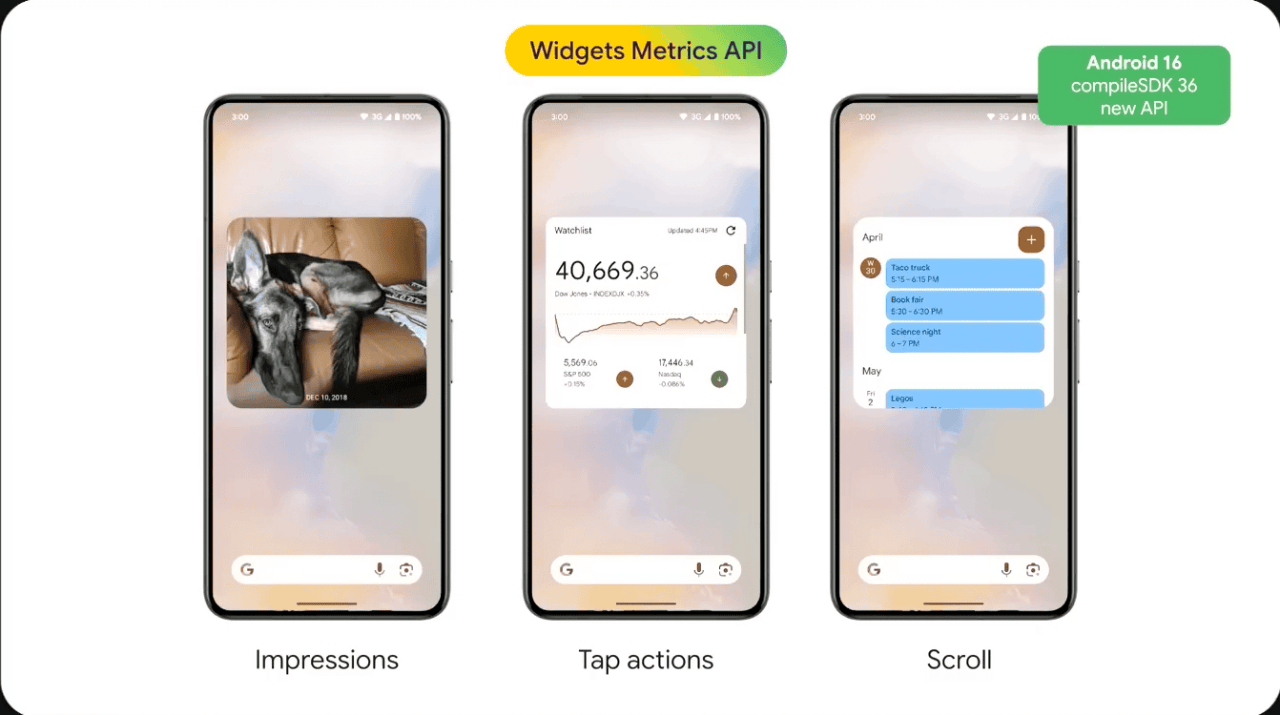 Widgets Metrics API
Android 16
compileSDK 36
new API
3:00
3G
100%
DEC 10, 2018
Impressions
3:00
3G
100%
Watchlist
Updated 4:45PM
40,669.36
Dow Jones - INDEXDJX +0.35%
5,569.06
S&P 500
+0.15%
17,446.34
Nasdaq
-0.086%
Tap actions
3:00
3G
April
+
W
30
Taco truck
5:15 - 6:15 PM
Book fair
5:30 - 6:30 PM
Science night
6 - 7 PM
May
Fri
2
Legos
Scroll